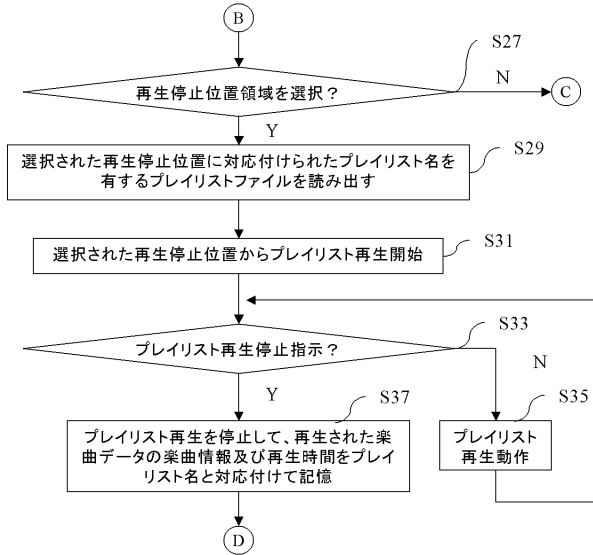 B
S27
再生停止位置領域を選択？
N
C
Y
S29
選択された再生停止位置に対応付けられたプレイリスト名を
有するプレイリストファイルを読み出す
S31
選択された再生停止位置からプレイリスト再生開始
S33
プレイリスト再生停止指示？
N
Y
S37
S35
プレイリスト再生を停止して、再生された楽
曲データの楽曲情報及び再生時間をプレイ
リスト名と対応付けて記憶
プレイリスト
再生動作
D